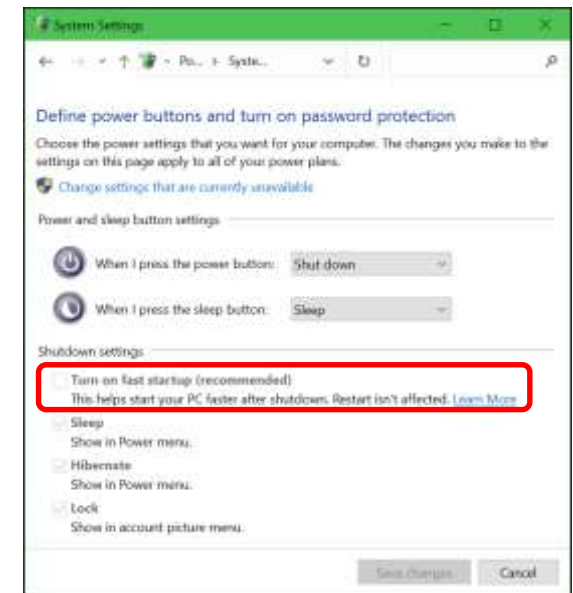 System Settings
Po... Syste...
Define power buttons and turn on password protection
Choose the power settings that you want for your computer. The changes you make to the
settings on this page apply to all of your power plans.
Change settings that are currently unavailable
Power and sleep button settings
When I press the power button: Shut down
When I press the sleep button: Sleep
Shutdown settings
Turn on fast startup (recommended)
This helps start your PC faster after shutdown. Restart isn't affected. Learn More
Sleep
Show in Power menu.
Hibernate
Show in Power menu.
Lock
Show in account picture menu.
Save changes Cancel